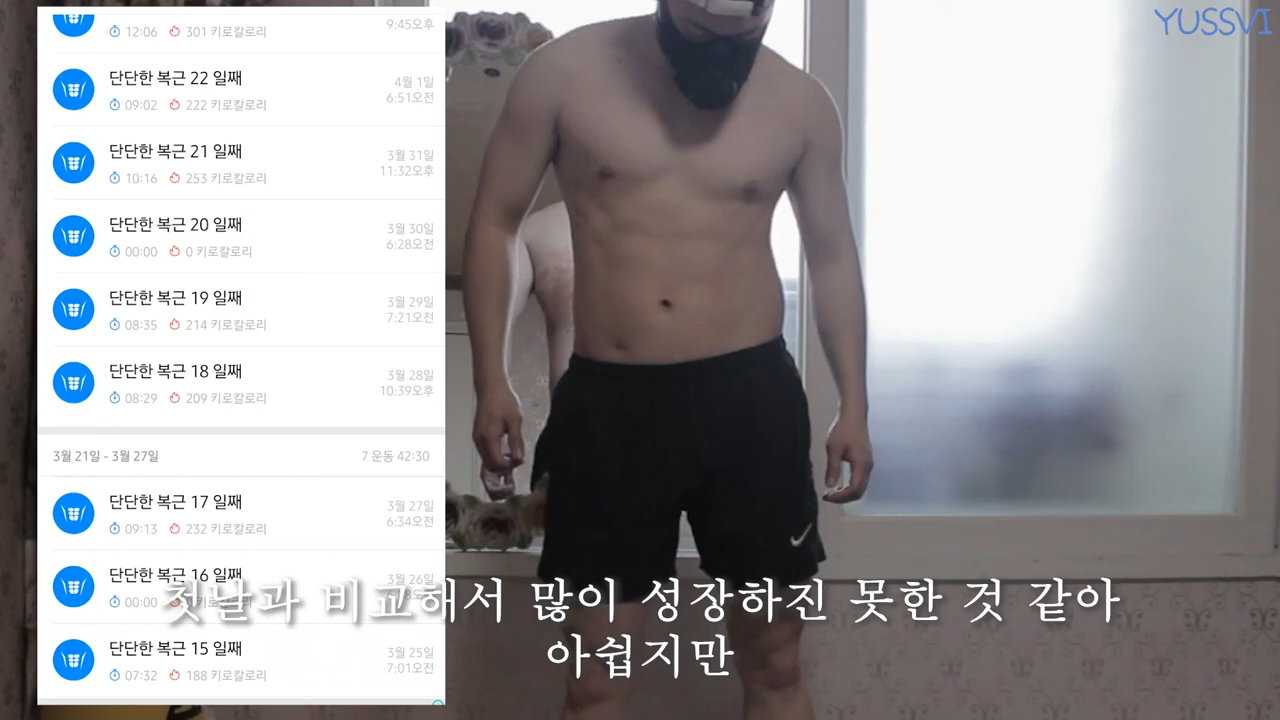 YUSSVI
12:06 301 키로칼로리
9:45오후
단단한 복근 22 일째
09:02 222 키로칼로리
4월 1일
6:51오전
단단한 복근 21 일째
10:16 253 키로칼로리
3월 31일
11:32오후
단단한 복근 20 일째
00:00 0 키로칼로리
3월 30일
6:28오전
단단한 복근 19 일째
08:35 214 키로칼로리
3월 29일
7:21오전
단단한 복근 18 일째
08:29 209 키로칼로리
3월 28일
10:39오후
3월 21일 - 3월 27일
7 운동 42:30
단단한 복근 17 일째
09:13 232 키로칼로리
3월 27일
6:34오전
단단한 복근 16 일째
00:00
3월 26일
단단한 복근 15 일째
07:32 188 키로칼로리
3월 25일
7:01오전
첫날과 비교해서 많이 성장하진 못한 것 같아
아쉽지만